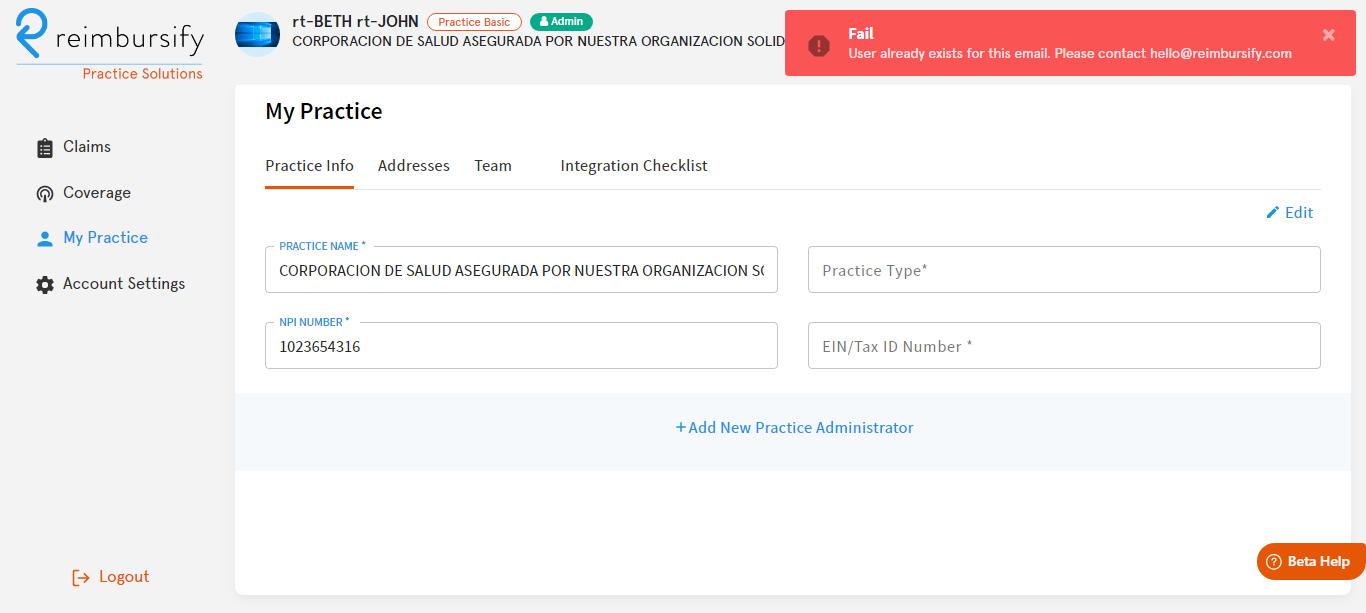 reimbursify
Practice Solutions
rt-BETH rt-JOHN
Practice Basic
Admin
CORPORACION DE SALUD ASEGURADA POR NUESTRA ORGANIZACION SOLID
Fail
User already exists for this email. Please contact hello@reimbursify.com
Claims
Coverage
My Practice
Account Settings
Logout
My Practice
Practice Info
Addresses
Team
Integration Checklist
Edit
PRACTICE NAME *
CORPORACION DE SALUD ASEGURADA POR NUESTRA ORGANIZACION SO
Practice Type*
NPI NUMBER *
1023654316
EIN/Tax ID Number *
+Add New Practice Administrator
Beta Help